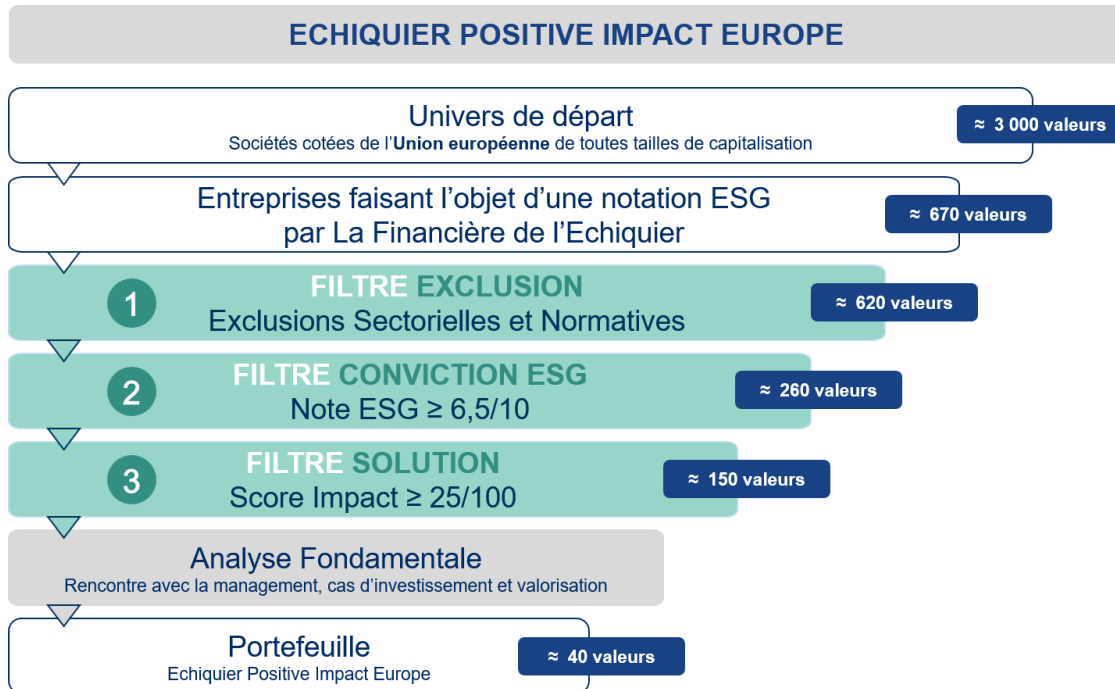 ECHIQUIER POSITIVE IMPACT EUROPE
Univers de départ
Sociétés cotées de l'Union européenne de toutes tailles de capitalisation
≈ 3 000 valeurs
Entreprises faisant l'objet d'une notation ESG
par La Financière de l'Echiquier
≈ 670 valeurs
1
FILTRE EXCLUSION
Exclusions Sectorielles et Normatives
≈ 620 valeurs
2
FILTRE CONVICTION ESG
Note ESG ≥ 6,5/10
≈ 260 valeurs
3
FILTRE SOLUTION
Score Impact ≥ 25/100
≈ 150 valeurs
Analyse Fondamentale
Rencontre avec la management, cas d'investissement et valorisation
Portefeuille
Echiquier Positive Impact Europe
≈ 40 valeurs